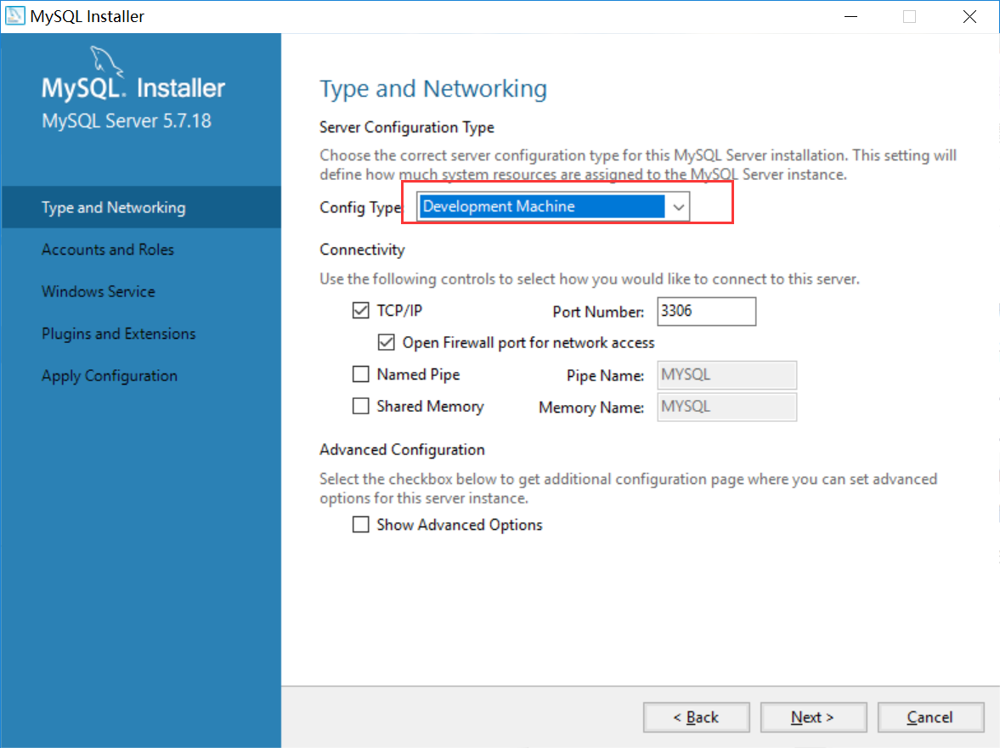 MySQL Installer
MySQL. Installer
MySQL Server 5.7.18
Type and Networking
Accounts and Roles
Windows Service
Plugins and Extensions
Apply Configuration
Type and Networking
Server Configuration Type
Choose the correct server configuration type for this MySQL Server installation. This setting will
define how much system resources are assigned to the MySQL Server instance.
Config Type: Development Machine
Connectivity
Use the following controls to select how you would like to connect to this server.
TCP/IP Port Number: 3306
Open Firewall port for network access
Named Pipe Pipe Name: MYSQL
Shared Memory Memory Name: MYSQL
Advanced Configuration
Select the checkbox below to get additional configuration page where you can set advanced
options for this server instance.
Show Advanced Options
< Back Next > Cancel